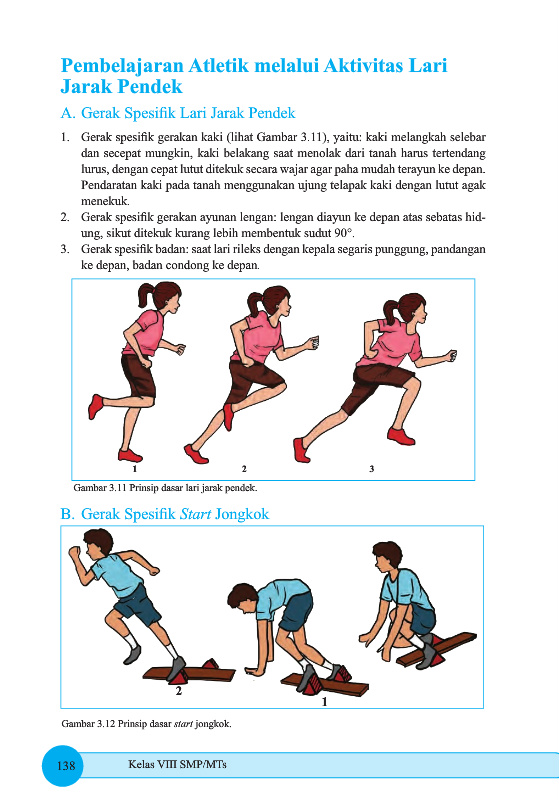 Pembelajaran Atletik melalui Aktivitas Lari
Jarak Pendek
A. Gerak Spesifik Lari Jarak Pendek
1. Gerak spesifik gerakan kaki (lihat Gambar 3.11), yaitu: kaki melangkah selebar
dan secepat mungkin, kaki belakang saat menolak dari tanah harus tertendang
lurus, dengan cepat lutut ditekuk secara wajar agar paha mudah terayun ke depan.
Pendaratan kaki pada tanah menggunakan ujung telapak kaki dengan lutut agak
menekuk.
2. Gerak spesifik gerakan ayunan lengan: lengan diayun ke depan atas sebatas hid-
ung, sikut ditekuk kurang lebih membentuk sudut 90°.
3. Gerak spesifik badan: saat lari rileks dengan kepala segaris punggung, pandangan
ke depan, badan condong ke depan.
1 2 3
Gambar 3.11 Prinsip dasar lari jarak pendek.
B. Gerak Spesifik Start Jongkok
2
1
Gambar 3.12 Prinsip dasar start jongkok.
138 Kelas VIII SMP/MTs